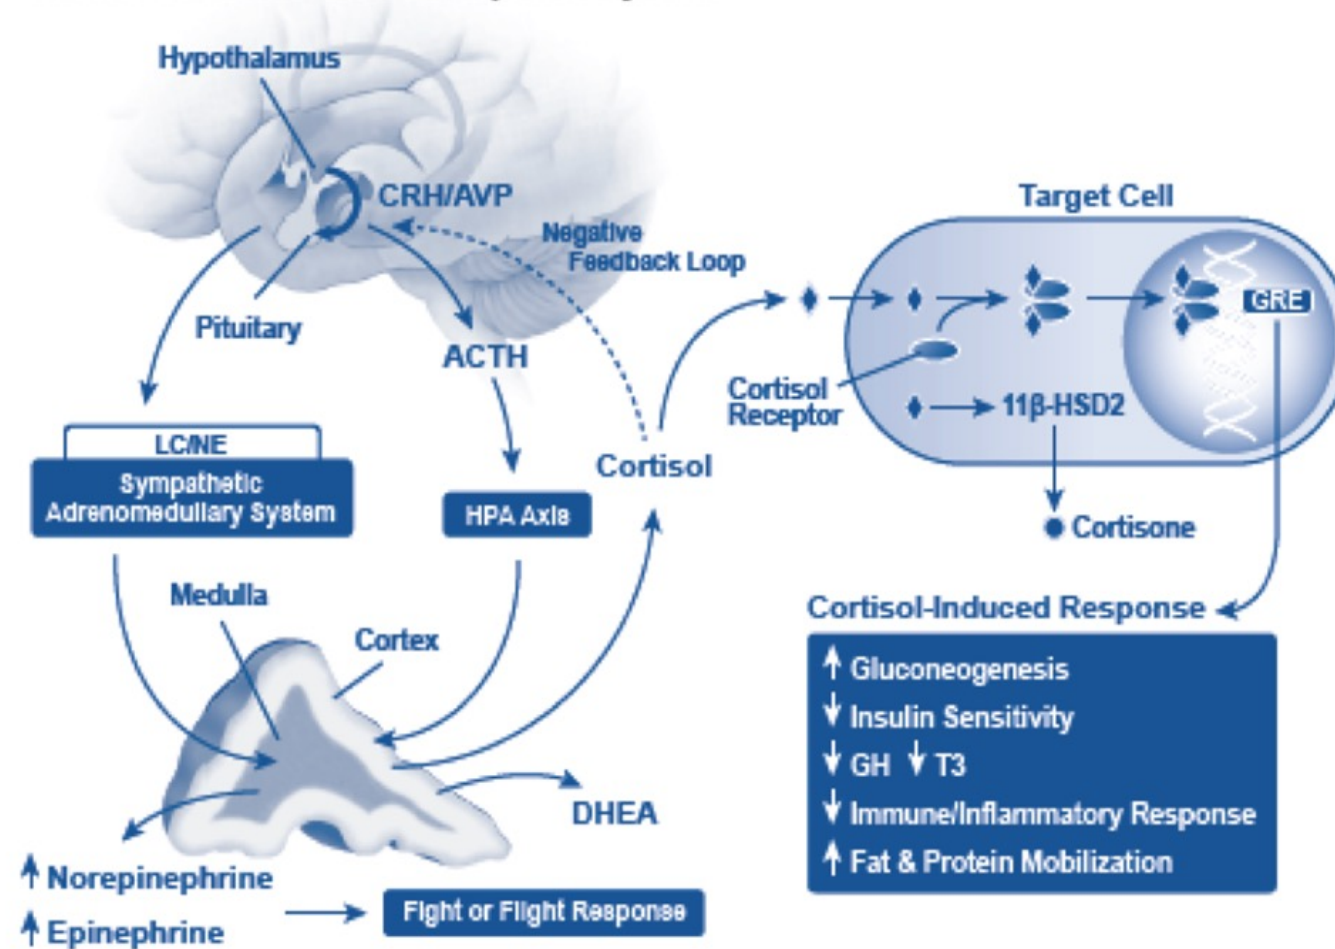 Hypothalamus
CRH/AVP
Negative
Feedback Loop
Pituitary
ACTH
LC/NE
Sympathetic
Adrenomedullary System
HPA Axis
Cortisol
Medulla
Cortex
DHEA
Norepinephrine
Epinephrine
Fight or Flight Response
Target Cell
GRE
Cortisol
Receptor
11β-HSD2
Cortisone
Cortisol-Induced Response
↑ Gluconeogenesis
↓ Insulin Sensitivity
↓ GH ↓ T3
↓ Immune/Inflammatory Response
↑ Fat & Protein Mobilization